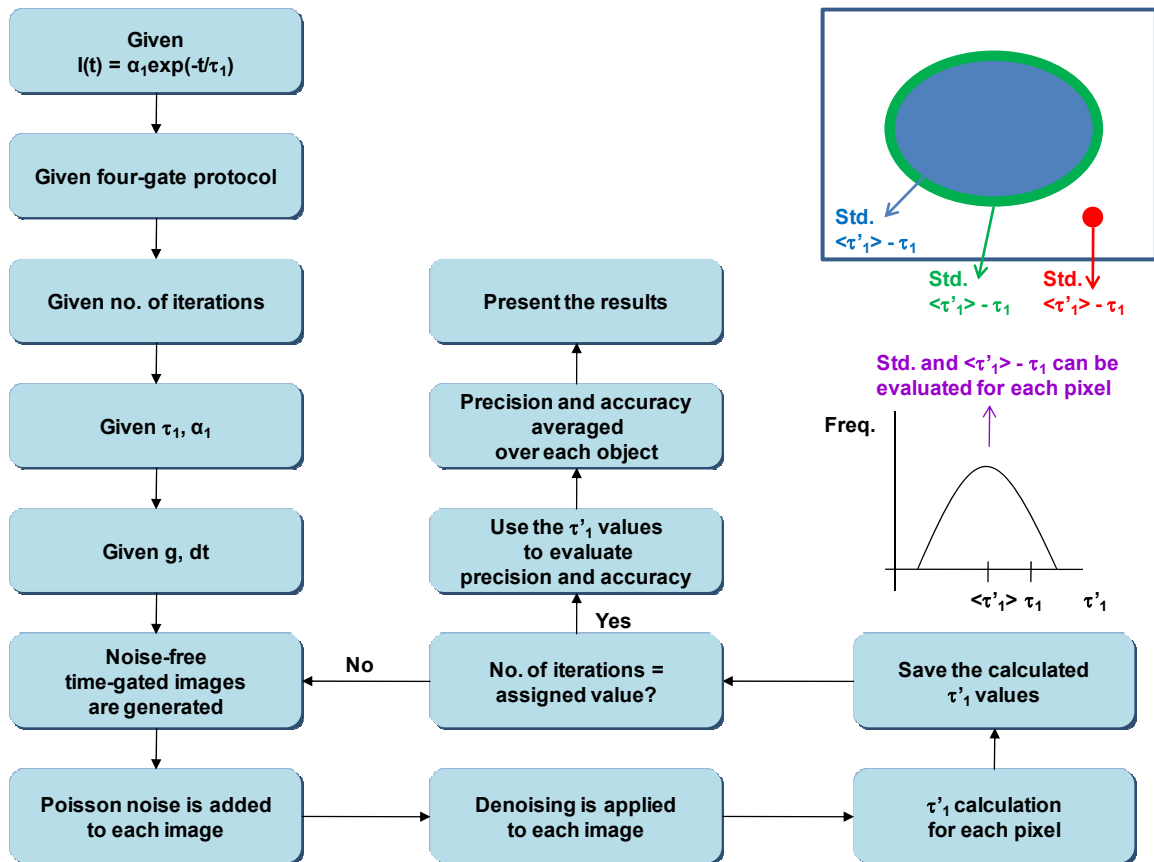 Given
I(t) = α₁exp(-t/τ₁)
Given four-gate protocol
Given no. of iterations
Given τ₁, α₁
Given g, dt
Noise-free
time-gated images
are generated
Poisson noise is added
to each image
Denoising is applied
to each image
τ'₁ calculation
for each pixel
Save the calculated
τ'₁ values
No. of iterations =
assigned value?
No
Yes
Use the τ'₁ values
to evaluate
precision and accuracy
Precision and accuracy
averaged
over each object
Present the results
Std.
<τ'₁> - τ₁
Std.
<τ'₁> - τ₁
Std.
<τ'₁> - τ₁
Std. and <τ'₁> - τ₁ can be
evaluated for each pixel
Freq.
<τ'₁> τ₁ τ'₁